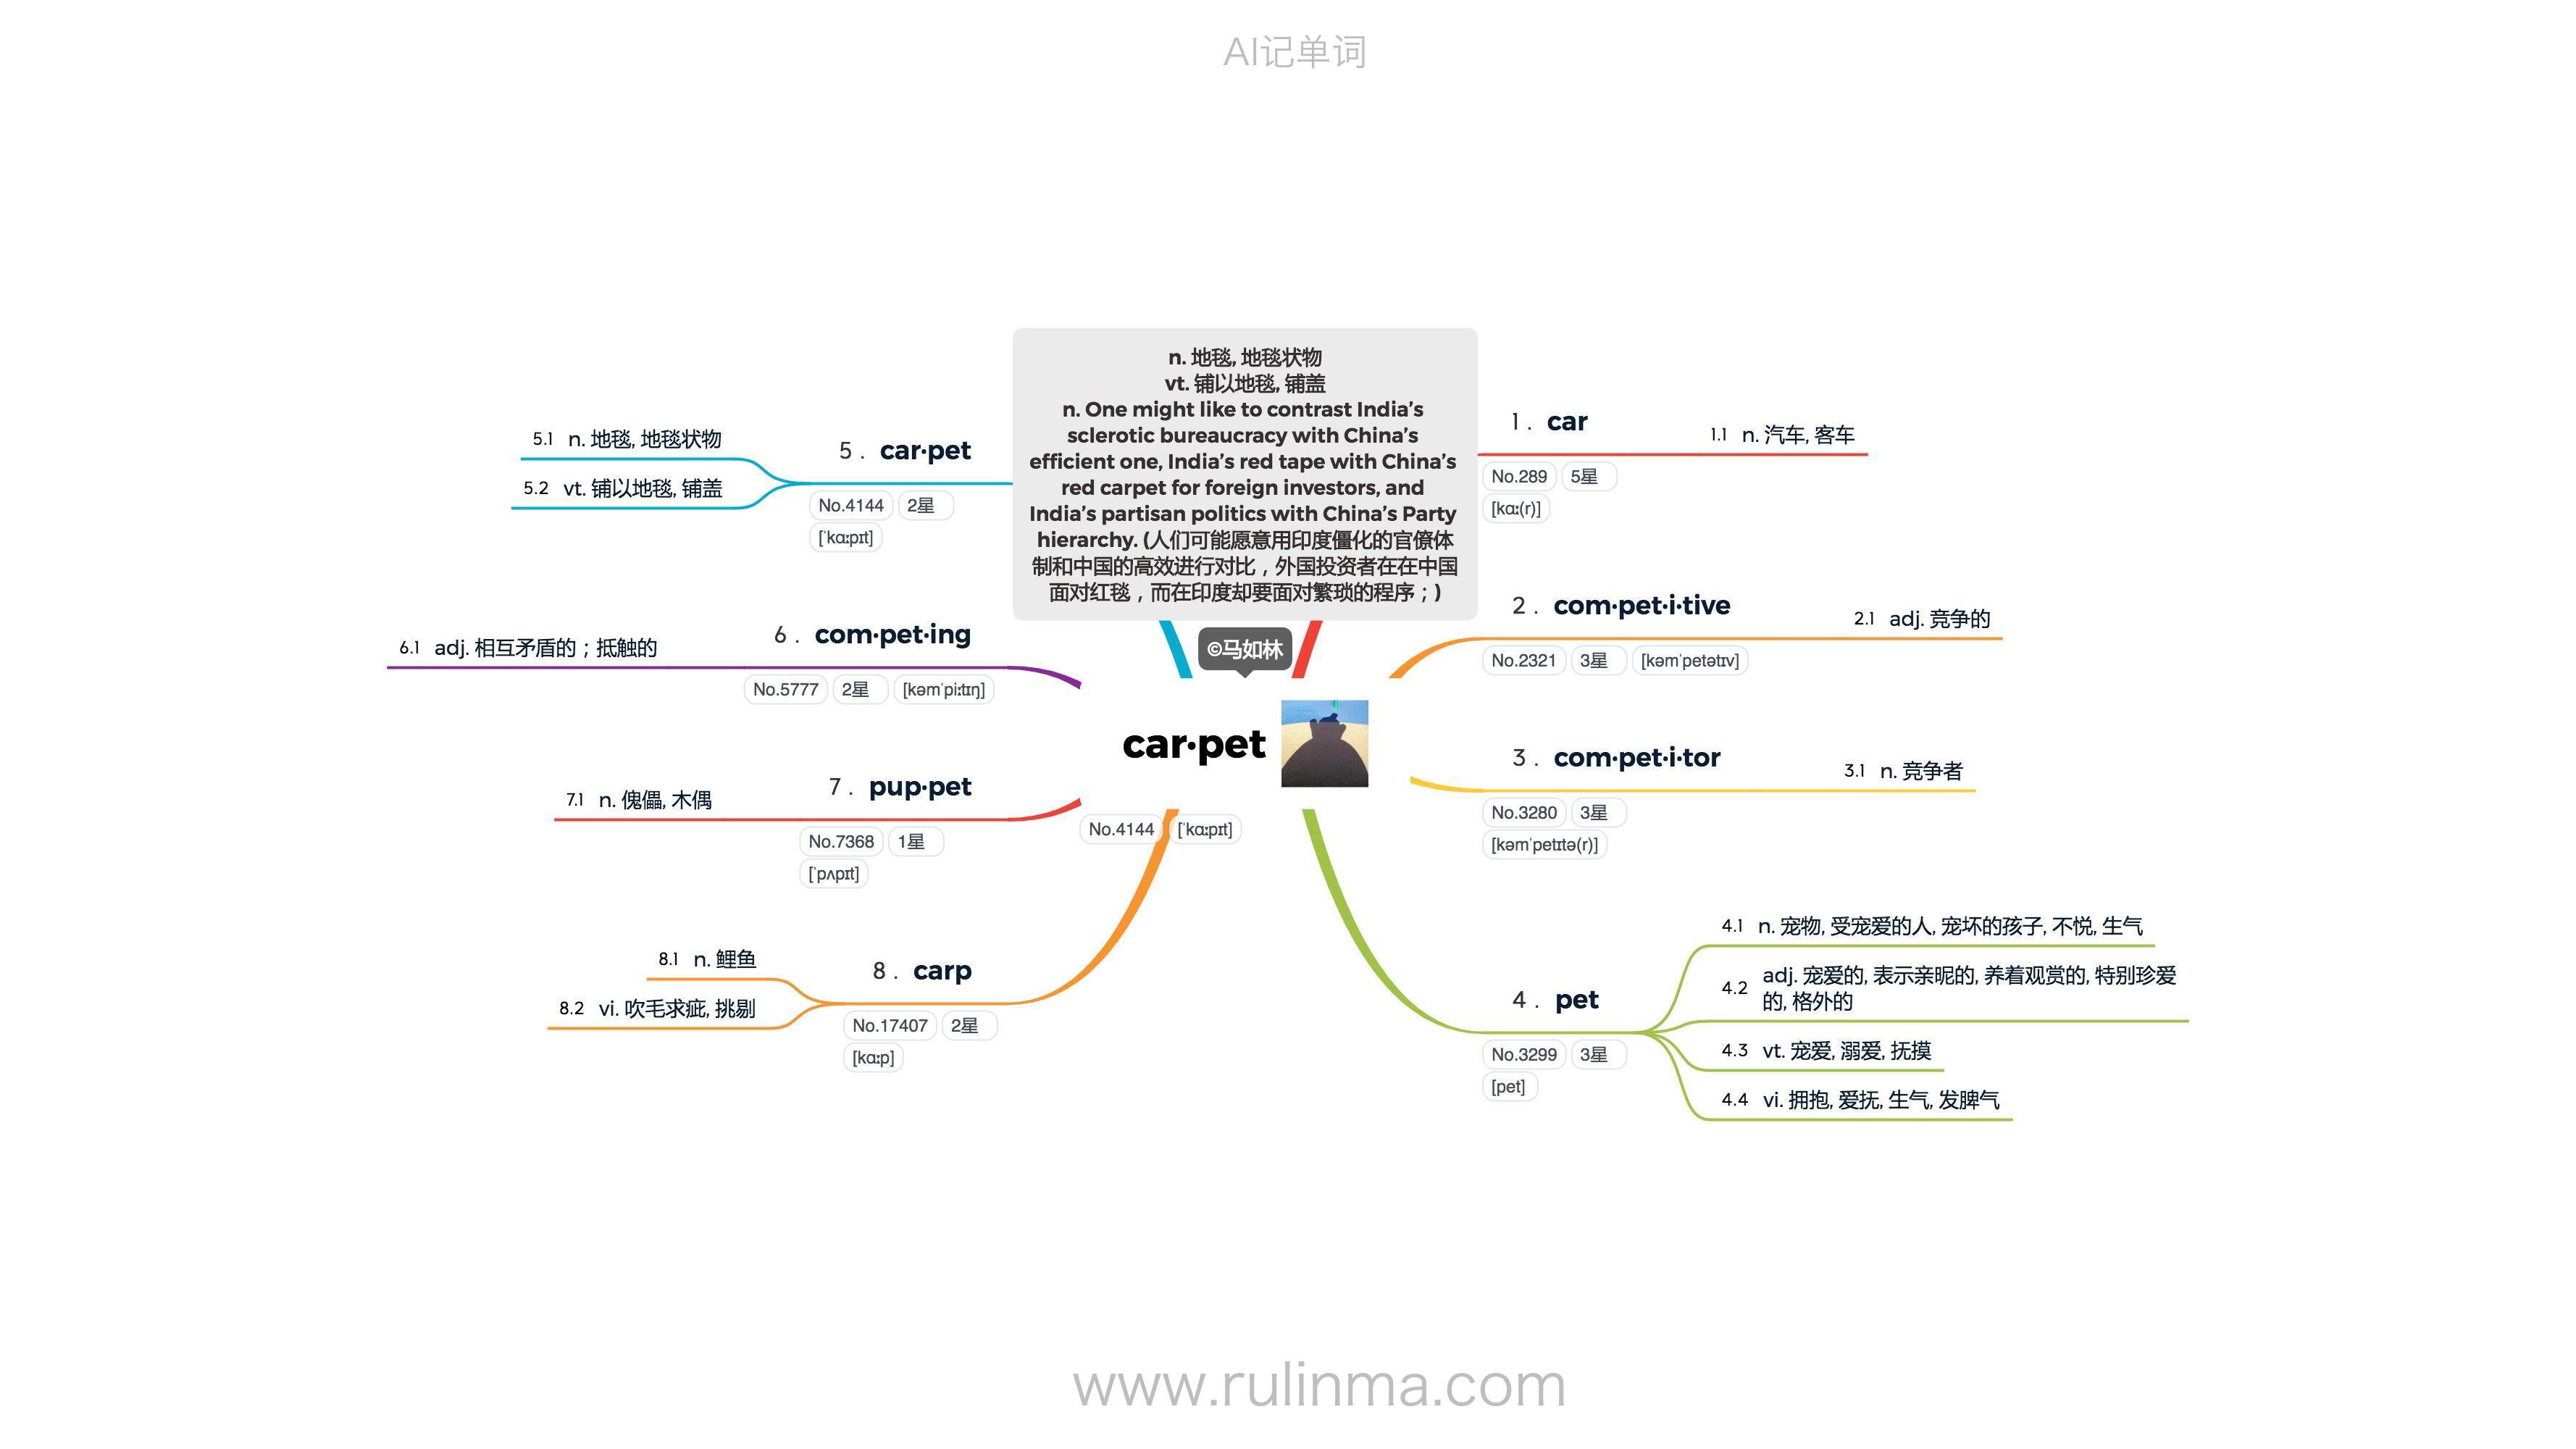 AI记单词
n. 地毯, 地毯状物
vt. 铺以地毯, 铺盖
n. One might like to contrast India’s
sclerotic bureaucracy with China’s
efficient one, India’s red tape with China’s
red carpet for foreign investors, and
India’s partisan politics with China’s Party
hierarchy. (人们可能愿意用印度僵化的官僚体
制和中国的高效进行对比，外国投资者在在中国
面对红毯，而在印度却要面对繁琐的程序；)
©马如林
car·pet
No.4144 [ˈkɑːpɪt]
1 . car
No.289 5星
[kɑː(r)]
1.1 n. 汽车, 客车
2 . com·pet·i·tive
No.2321 3星 [kəmˈpetətɪv]
2.1 adj. 竞争的
3 . com·pet·i·tor
No.3280 3星
[kəmˈpetɪtə(r)]
3.1 n. 竞争者
4 . pet
No.3299 3星
[pet]
4.1 n. 宠物, 受宠爱的人, 宠坏的孩子, 不悦, 生气
4.2 adj. 宠爱的, 表示亲昵的, 养着观赏的, 特别珍爱
的, 格外的
4.3 vt. 宠爱, 溺爱, 抚摸
4.4 vi. 拥抱, 爱抚, 生气, 发脾气
5 . car·pet
No.4144 2星
[ˈkɑːpɪt]
5.1 n. 地毯, 地毯状物
5.2 vt. 铺以地毯, 铺盖
6 . com·pet·ing
No.5777 2星 [kəmˈpiːtɪŋ]
6.1 adj. 相互矛盾的；抵触的
7 . pup·pet
No.7368 1星
[ˈpʌpɪt]
7.1 n. 傀儡, 木偶
8 . carp
No.17407 2星
[kɑːp]
8.1 n. 鲤鱼
8.2 vi. 吹毛求疵, 挑剔
www.rulinma.com